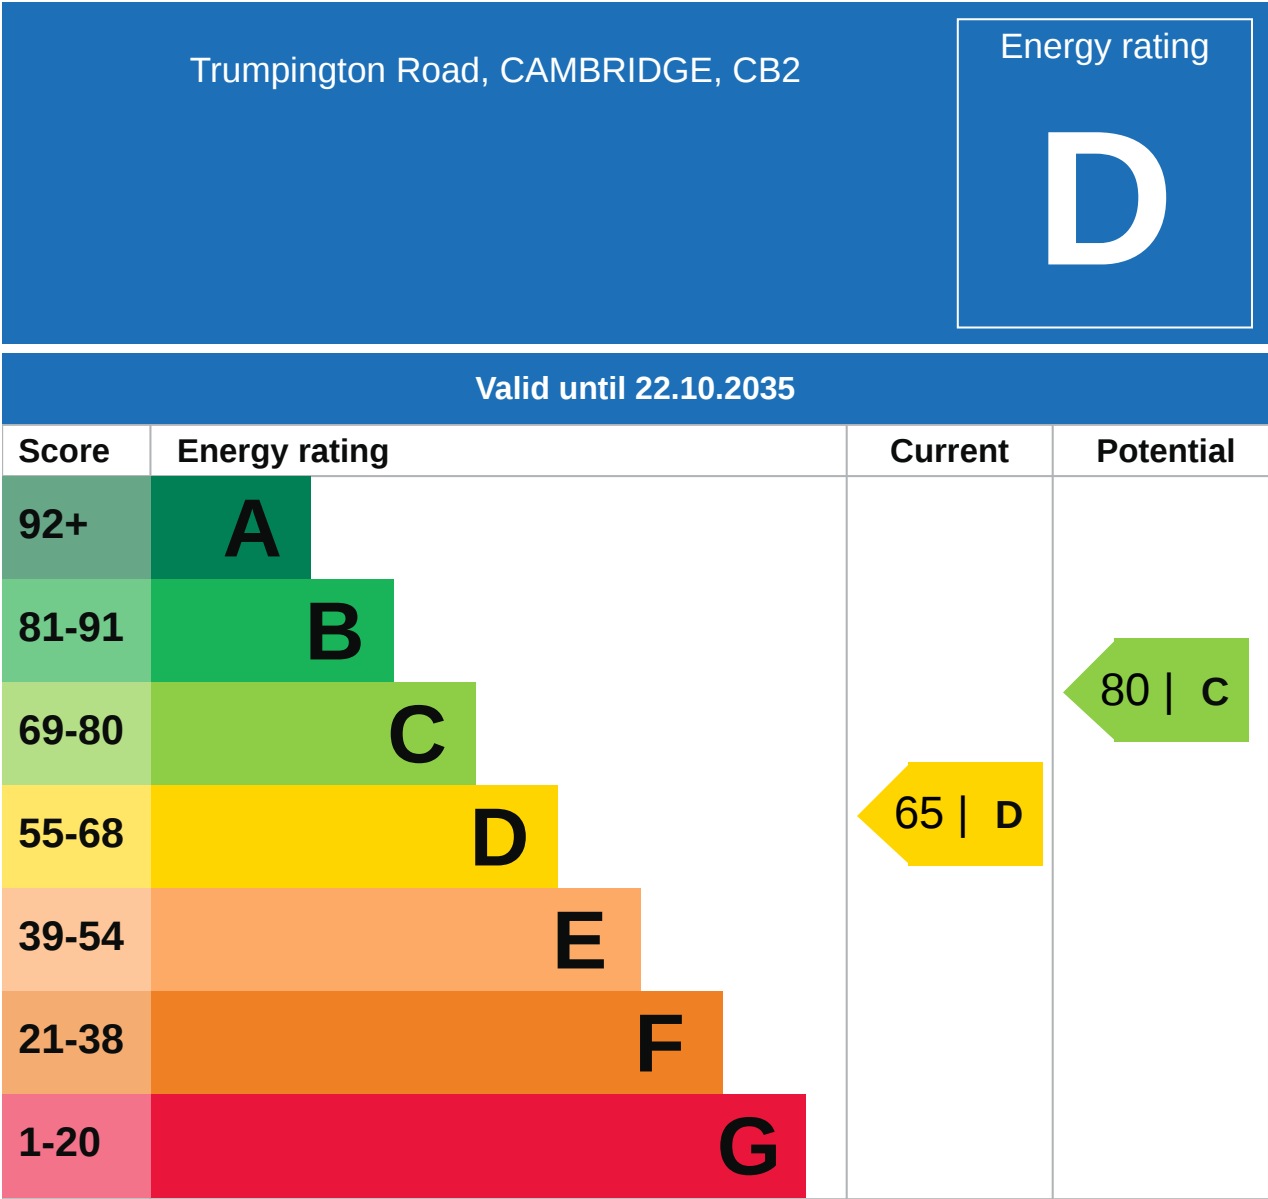 Trumpington Road, CAMBRIDGE, CB2
Energy rating
D
Valid until 22.10.2035
Score Energy rating Current Potential
92+ A
81-91 B
80 | C
69-80 C
65 | D
55-68 D
39-54 E
21-38 F
1-20 G